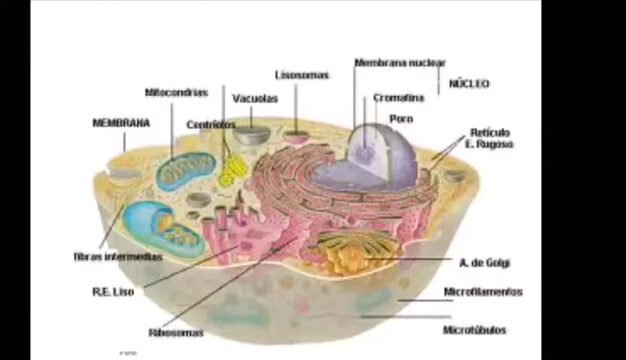 Membrana nuclear
NÚCLEO
Lisosomas
Mitocondrias
Vacuolas
Cromatina
Poro
MEMBRANA
Centríolos
Retículo
E. Rugoso
fibras intermedias
A. de Golgi
R.E. Liso
Microfilamentos
Ribosomas
Microtúbulos